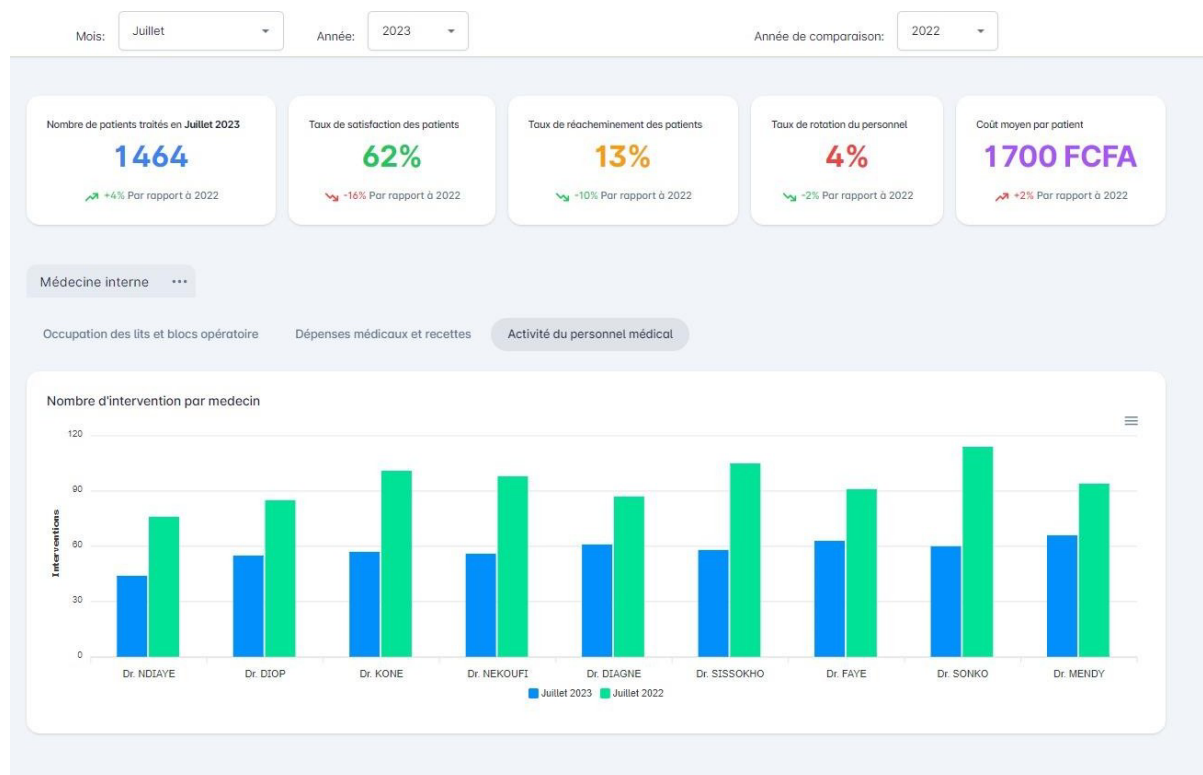 Mois: Juillet Année: 2023 Année de comparaison: 2022
Nombre de patients traités en Juillet 2023
1464
+4% Par rapport à 2022
Taux de satisfaction des patients
62%
-16% Par rapport à 2022
Taux de réacheminement des patients
13%
-10% Par rapport à 2022
Taux de rotation du personnel
4%
-2% Par rapport à 2022
Coût moyen par patient
1700 FCFA
+2% Par rapport à 2022
Médecine interne ...
Occupation des lits et blocs opératoire Dépenses médicaux et recettes Activité du personnel médical
Nombre d'intervention par medecin
Interventions
120
90
60
30
0
Dr. NDIAYE Dr. DIOP Dr. KONE Dr. NEKOUFI Dr. DIAGNE Dr. SISSOKHO Dr. FAYE Dr. SONKO Dr. MENDY
Juillet 2023 Juillet 2022